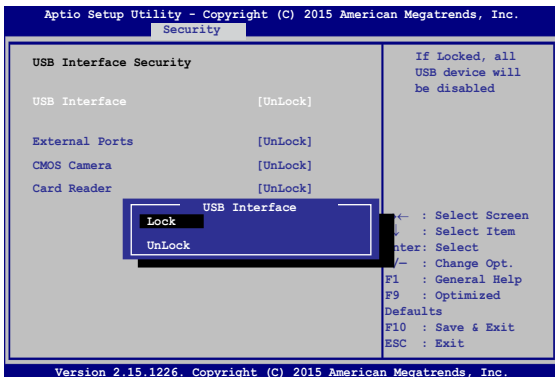 Aptio Setup Utility - Copyright (C) 2015 American Megatrends, Inc.
Security
USB Interface Security
USB Interface [UnLock]
External Ports [UnLock]
CMOS Camera [UnLock]
Card Reader [UnLock]
USB Interface
Lock
UnLock
If Locked, all
USB device will
be disabled
← : Select Screen
↓ : Select Item
nter: Select
/— : Change Opt.
F1 : General Help
F9 : Optimized
Defaults
F10 : Save & Exit
ESC : Exit
Version 2.15.1226. Copyright (C) 2015 American Megatrends, Inc.